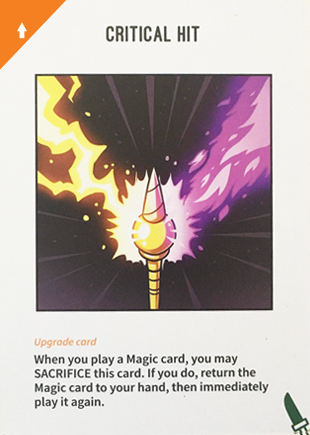 CRITICAL HIT
Upgrade card
When you play a Magic card, you may
SACRIFICE this card. If you do, return the
Magic card to your hand, then immediately
play it again.